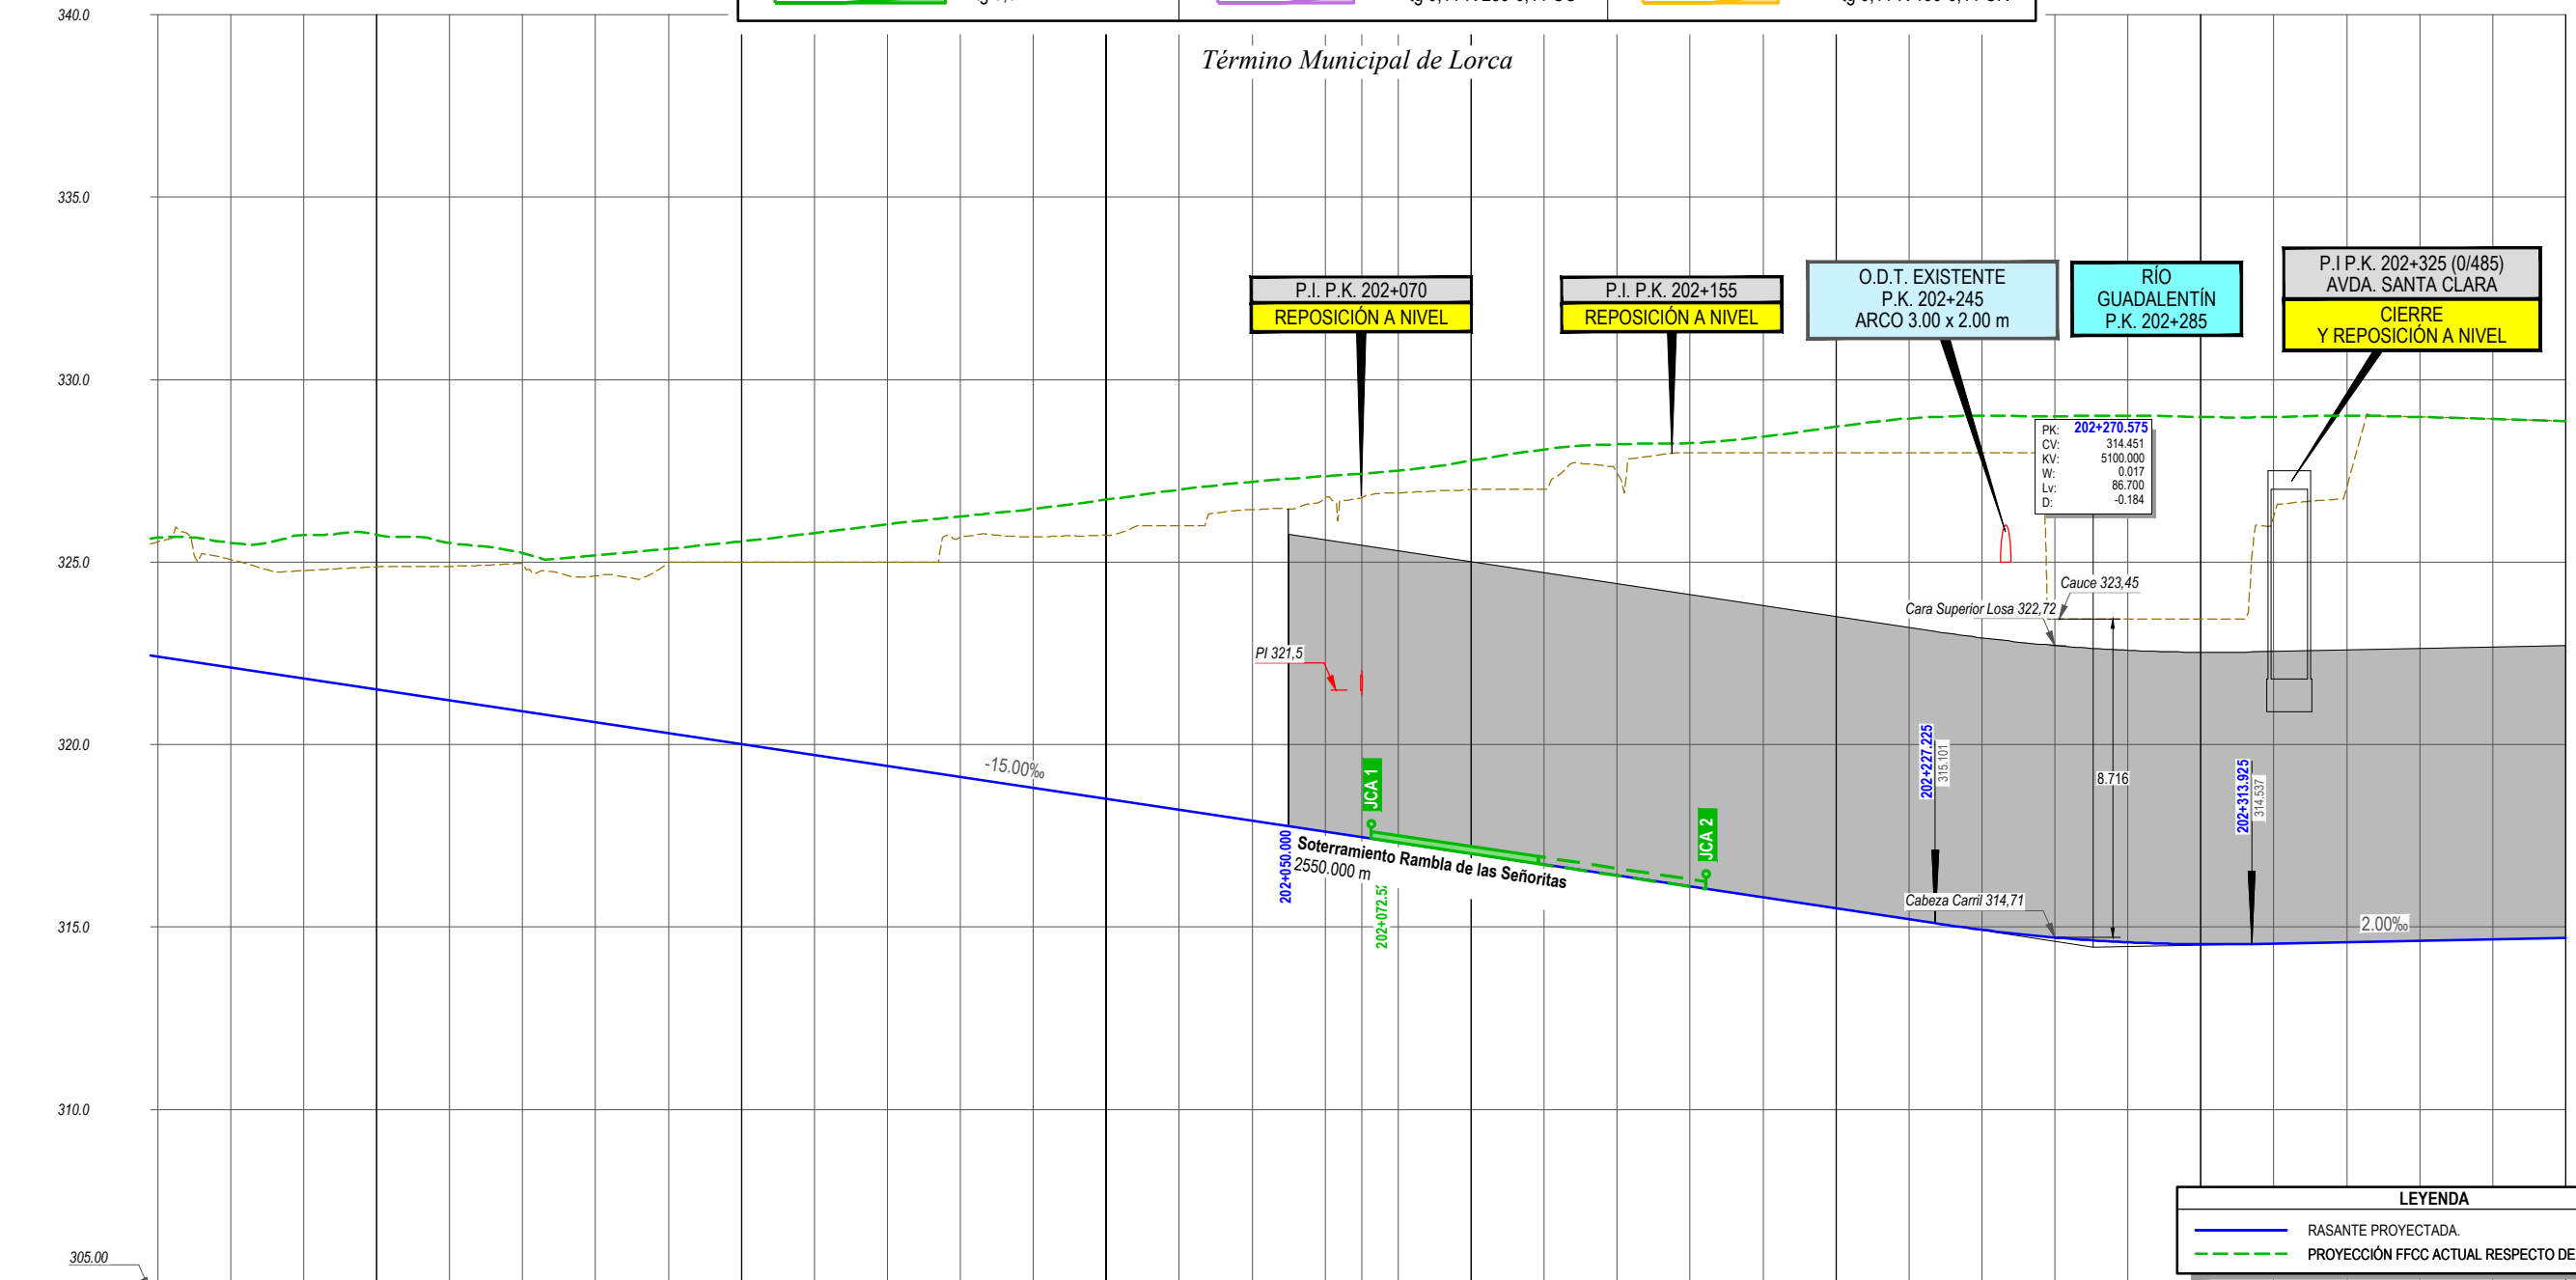 340.0
Término Municipal de Lorca
335.0
P.I. P.K. 202+070
REPOSICIÓN A NIVEL
P.I. P.K. 202+155
REPOSICIÓN A NIVEL
O.D.T. EXISTENTE
P.K. 202+245
ARCO 3.00 x 2.00 m
RÍO
GUADALENTÍN
P.K. 202+285
P.I P.K. 202+325 (0/485)
AVDA. SANTA CLARA
CIERRE
Y REPOSICIÓN A NIVEL
330.0
PK: 202+270.575
CV: 314.451
KV: 5100.000
W: 0.017
Lv: 86.700
D: -0.184
325.0
Cauce 323,45
Cara Superior Losa 322,72
PI 321,5
320.0
-15.00‰
JCA 1
JCA 2
202+227.225
315.101
8.716
202+313.925
314.537
202+050.000
Soterramiento Rambla de las Señoritas
2550.000 m
202+072.52
Cabeza Carril 314,71
315.0
2.00‰
310.0
LEYENDA
RASANTE PROYECTADA.
PROYECCIÓN FFCC ACTUAL RESPECTO DE
305.00